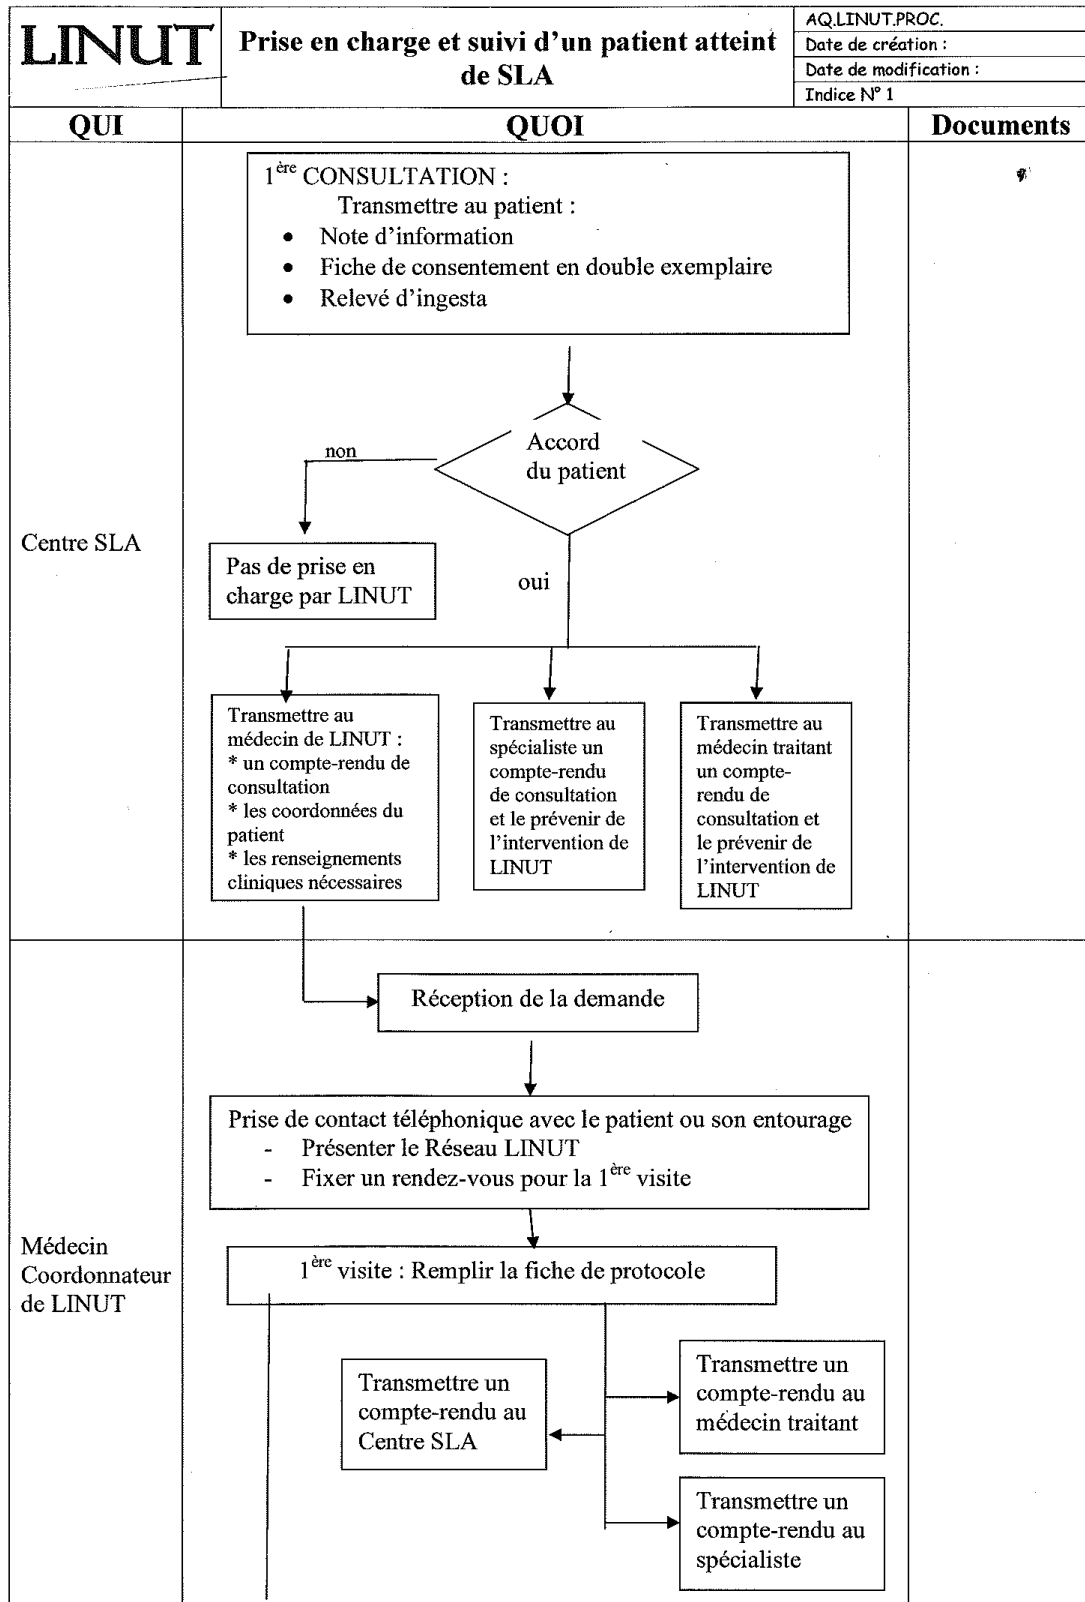 LINUT
Prise en charge et suivi d’un patient atteint
de SLA
AQ.LINUT.PROC.
Date de création :
Date de modification :
Indice N° 1
QUI
QUOI
Documents
1ère CONSULTATION :
Transmettre au patient :
• Note d’information
• Fiche de consentement en double exemplaire
• Relevé d’ingesta
Accord
du patient
non
Centre SLA
Pas de prise en
charge par LINUT
oui
Transmettre au
médecin de LINUT :
* un compte-rendu de
consultation
* les coordonnées du
patient
* les renseignements
cliniques nécessaires
Transmettre au
spécialiste un
compte-rendu
de consultation
et le prévenir de
l’intervention de
LINUT
Transmettre au
médecin traitant
un compte-
rendu de
consultation et
le prévenir de
l’intervention de
LINUT
Réception de la demande
Prise de contact téléphonique avec le patient ou son entourage
- Présenter le Réseau LINUT
- Fixer un rendez-vous pour la 1ère visite
Médecin
Coordonnateur
de LINUT
1ère visite : Remplir la fiche de protocole
Transmettre un
compte-rendu au
Centre SLA
Transmettre un
compte-rendu au
médecin traitant
Transmettre un
compte-rendu au
spécialiste